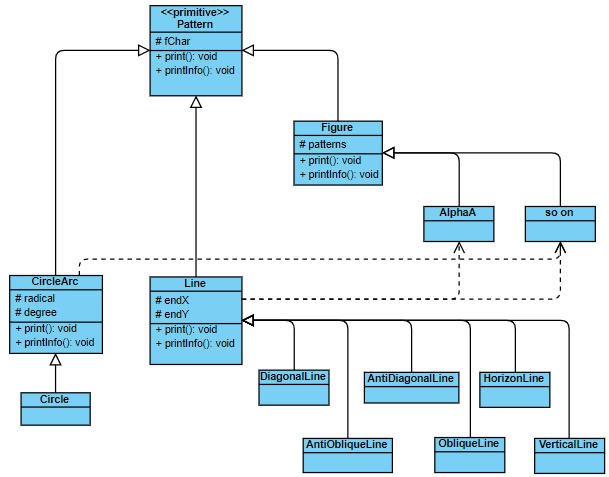 <<primitive>>
Pattern
# fChar
+ print(): void
+ printInfo(): void
Figure
# patterns
+ print(): void
+ printInfo(): void
AlphaA
so on
CircleArc
# radical
# degree
+ print(): void
+ printInfo(): void
Line
# endX
# endY
+ print(): void
+ printInfo(): void
Circle
DiagonalLine
AntiDiagonalLine
HorizonLine
AntiObliqueLine
ObliqueLine
VerticalLine